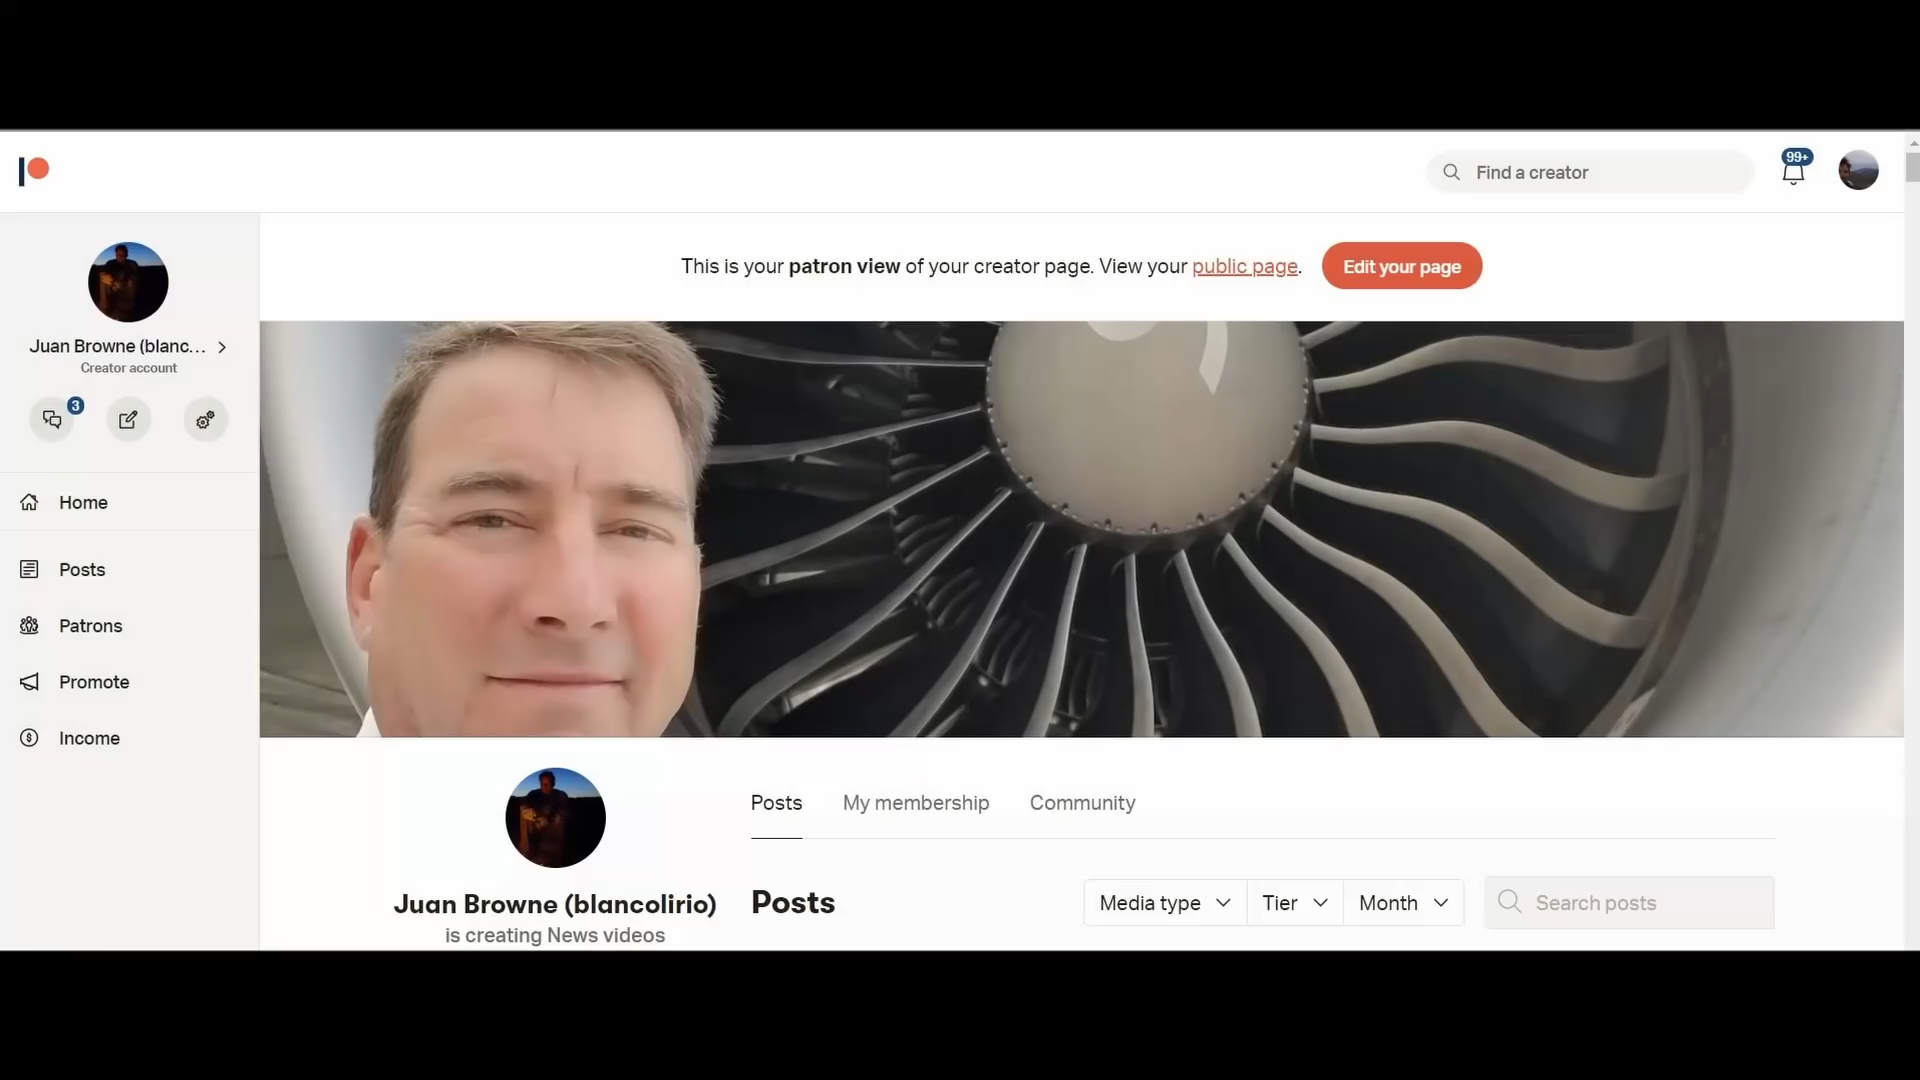 Find a creator
99+
This is your patron view of your creator page. View your public page.
Edit your page
Juan Browne (blanc...
Creator account
3
Home
Posts
Patrons
Promote
Income
Posts
My membership
Community
Juan Browne (blancolirio)
is creating News videos
Posts
Media type
Tier
Month
Search posts